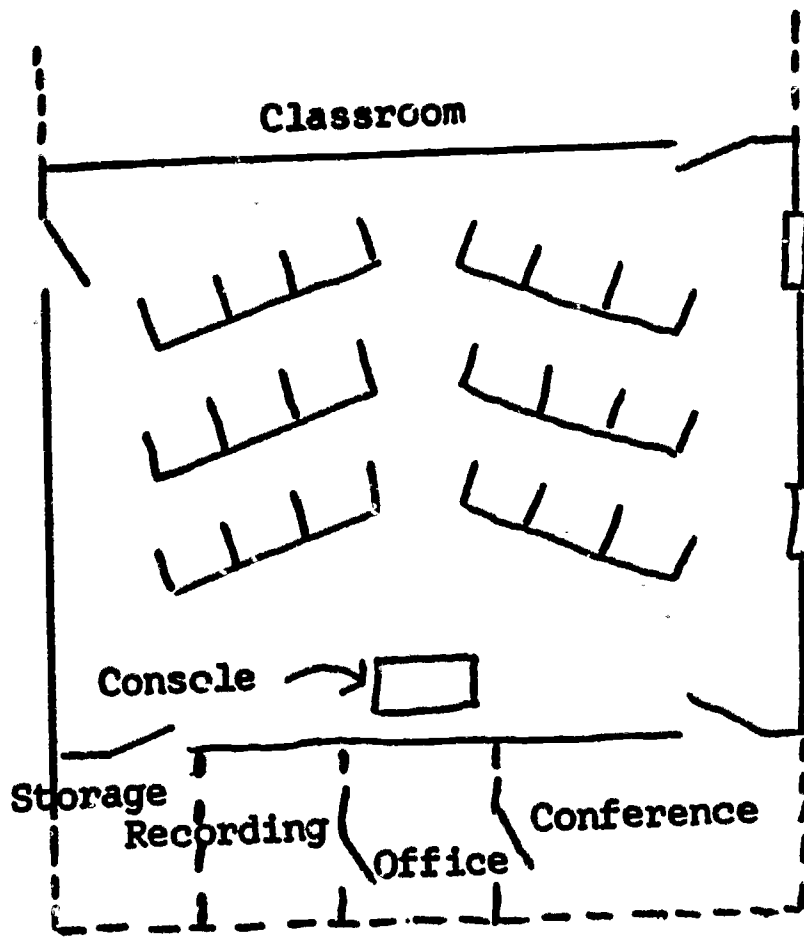 Classroom
Console
Storage
Recording
Office
Conference